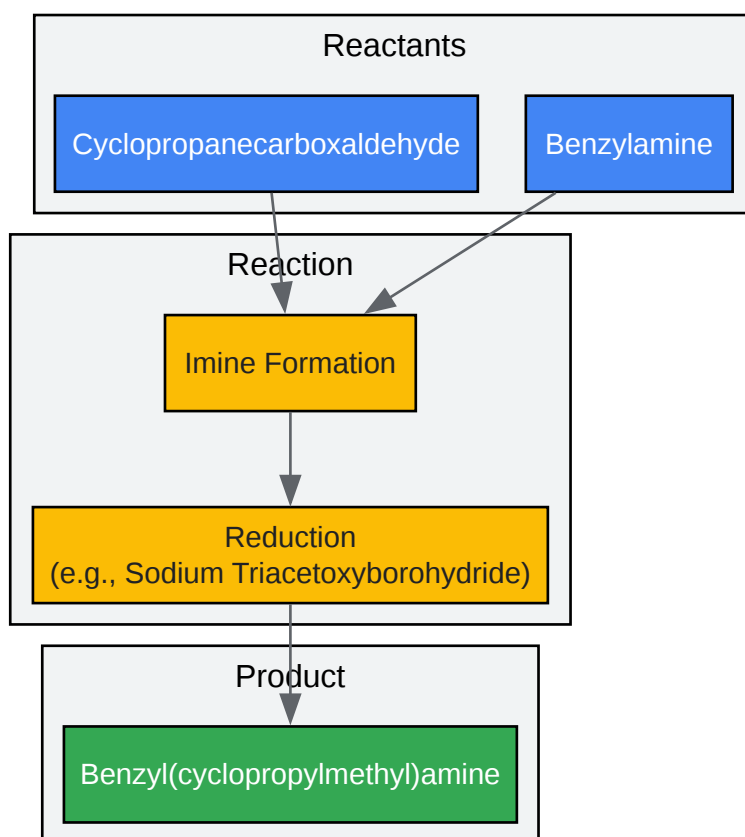 Reactants
Cyclopropanecarboxaldehyde
Benzylamine
Reaction
Imine Formation
Reduction
(e.g., Sodium Triacetoxyborohydride)
Product
Benzyl(cyclopropylmethyl)amine